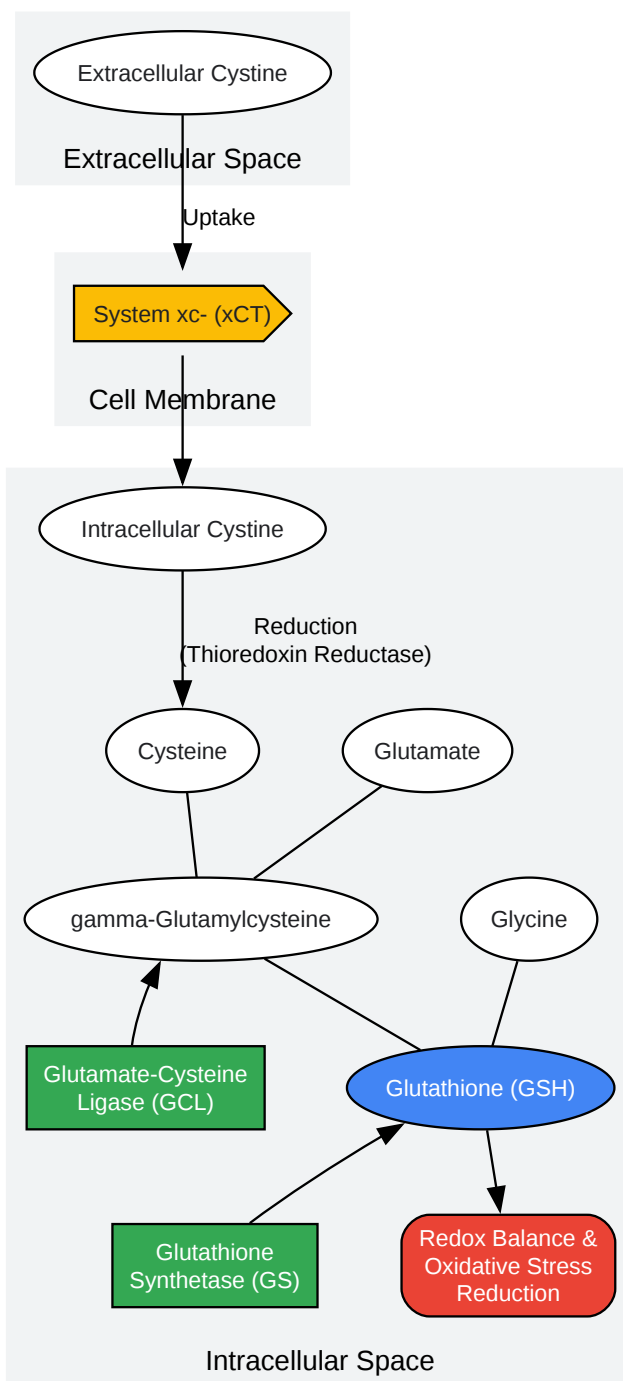 Extracellular Cystine
Extracellular Space
Uptake
System xc- (xCT)
Cell Membrane
Intracellular Cystine
Reduction
(Thioredoxin Reductase)
Cysteine
Glutamate
gamma-Glutamylcysteine
Glycine
Glutamate-Cysteine
Ligase (GCL)
Glutathione (GSH)
Glutathione
Synthetase (GS)
Redox Balance &
Oxidative Stress
Reduction
Intracellular Space